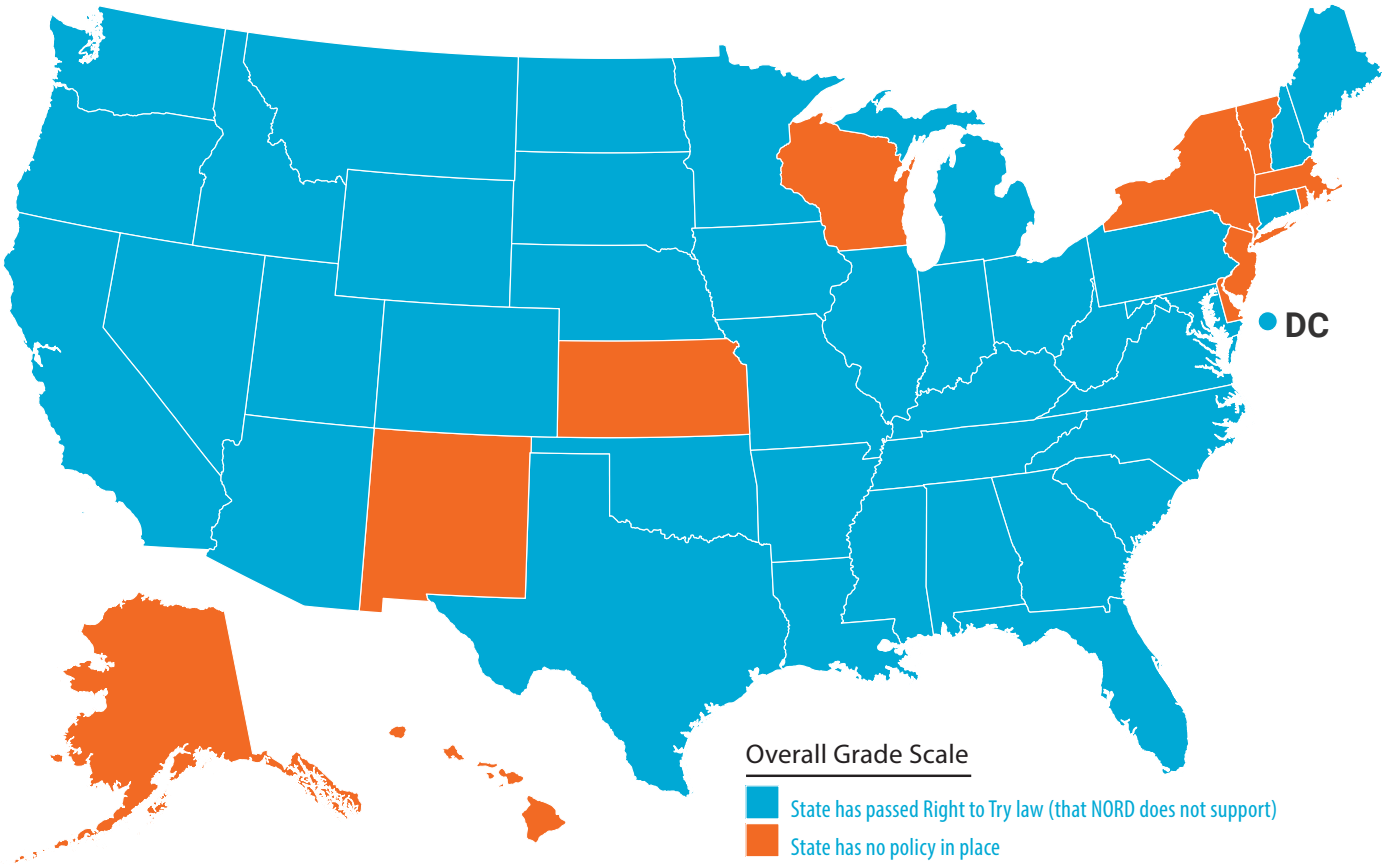 DC
Overall Grade Scale
State has passed Right to Try law (that NORD does not support)
State has no policy in place